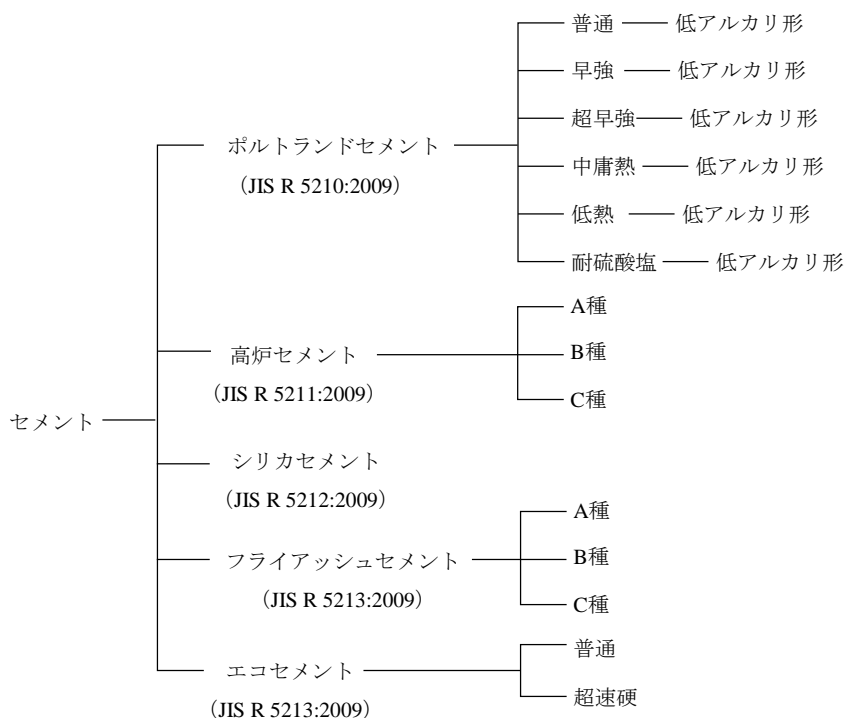 セメント
ポルトランドセメント
（JIS R 5210:2009）
普通 低アルカリ形
早強 低アルカリ形
超早強 低アルカリ形
中庸熱 低アルカリ形
低熱 低アルカリ形
耐硫酸塩 低アルカリ形
高炉セメント
（JIS R 5211:2009）
A種
B種
C種
シリカセメント
（JIS R 5212:2009）
フライアッシュセメント
（JIS R 5213:2009）
A種
B種
C種
エコセメント
（JIS R 5213:2009）
普通
超速硬